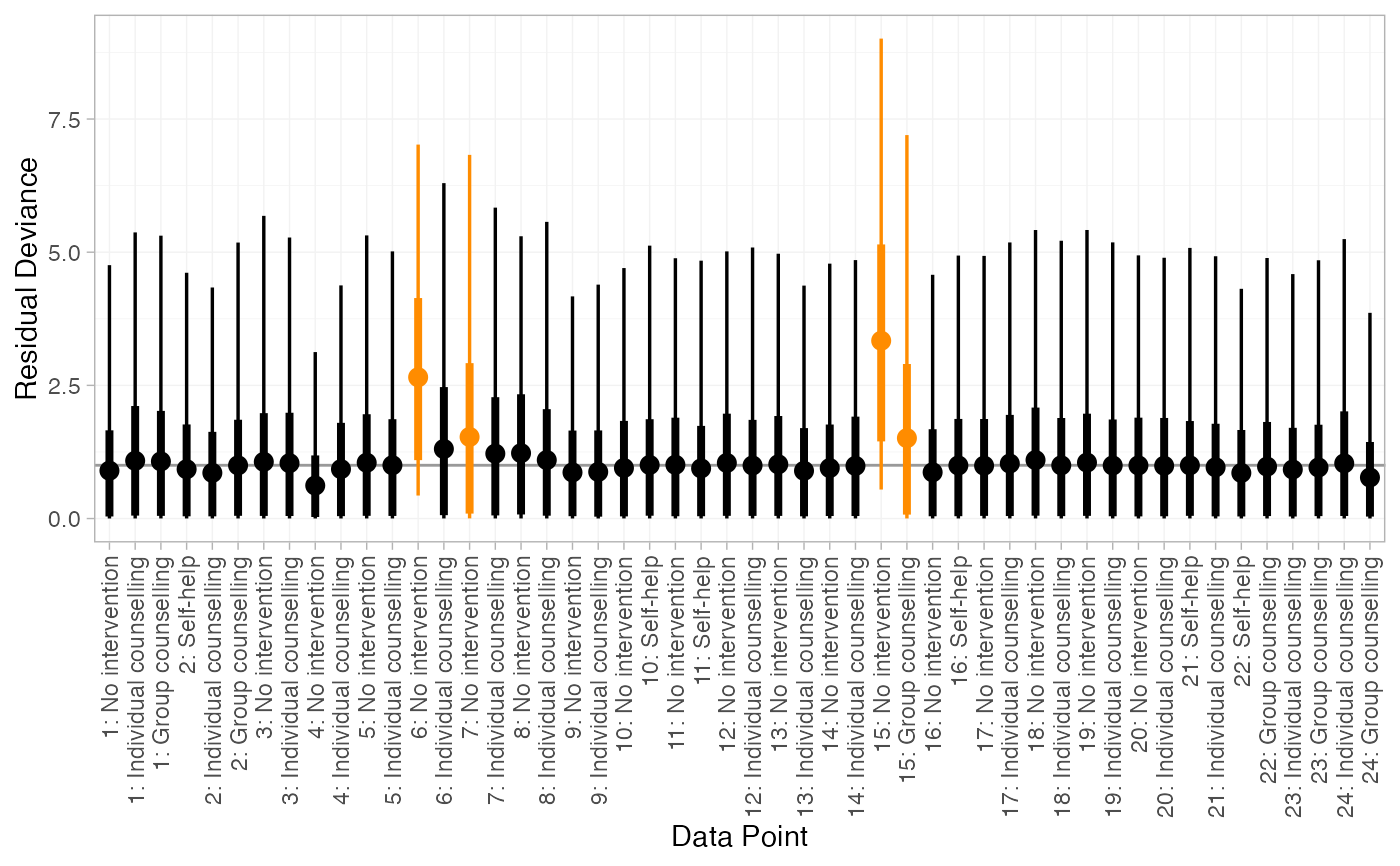 Residual Deviance
7.5
5.0
2.5
0.0
1: No intervention
1: Individual counselling
1: Group counselling
2: Self-help
2: Individual counselling
2: Group counselling
3: No intervention
3: Individual counselling
4: No intervention
4: Individual counselling
5: No intervention
5: Individual counselling
6: No intervention
6: Individual counselling
7: No intervention
7: Individual counselling
8: No intervention
8: Individual counselling
9: No intervention
9: Individual counselling
10: No intervention
10: Self-help
11: No intervention
11: Self-help
12: No intervention
12: Individual counselling
13: No intervention
13: Individual counselling
14: No intervention
14: Individual counselling
15: No intervention
15: Group counselling
16: No intervention
16: Self-help
17: No intervention
17: Individual counselling
18: No intervention
18: Individual counselling
19: No intervention
19: Individual counselling
20: No intervention
20: Individual counselling
21: Self-help
21: Individual counselling
22: Self-help
22: Group counselling
23: Individual counselling
23: Group counselling
24: Individual counselling
24: Group counselling
Data Point